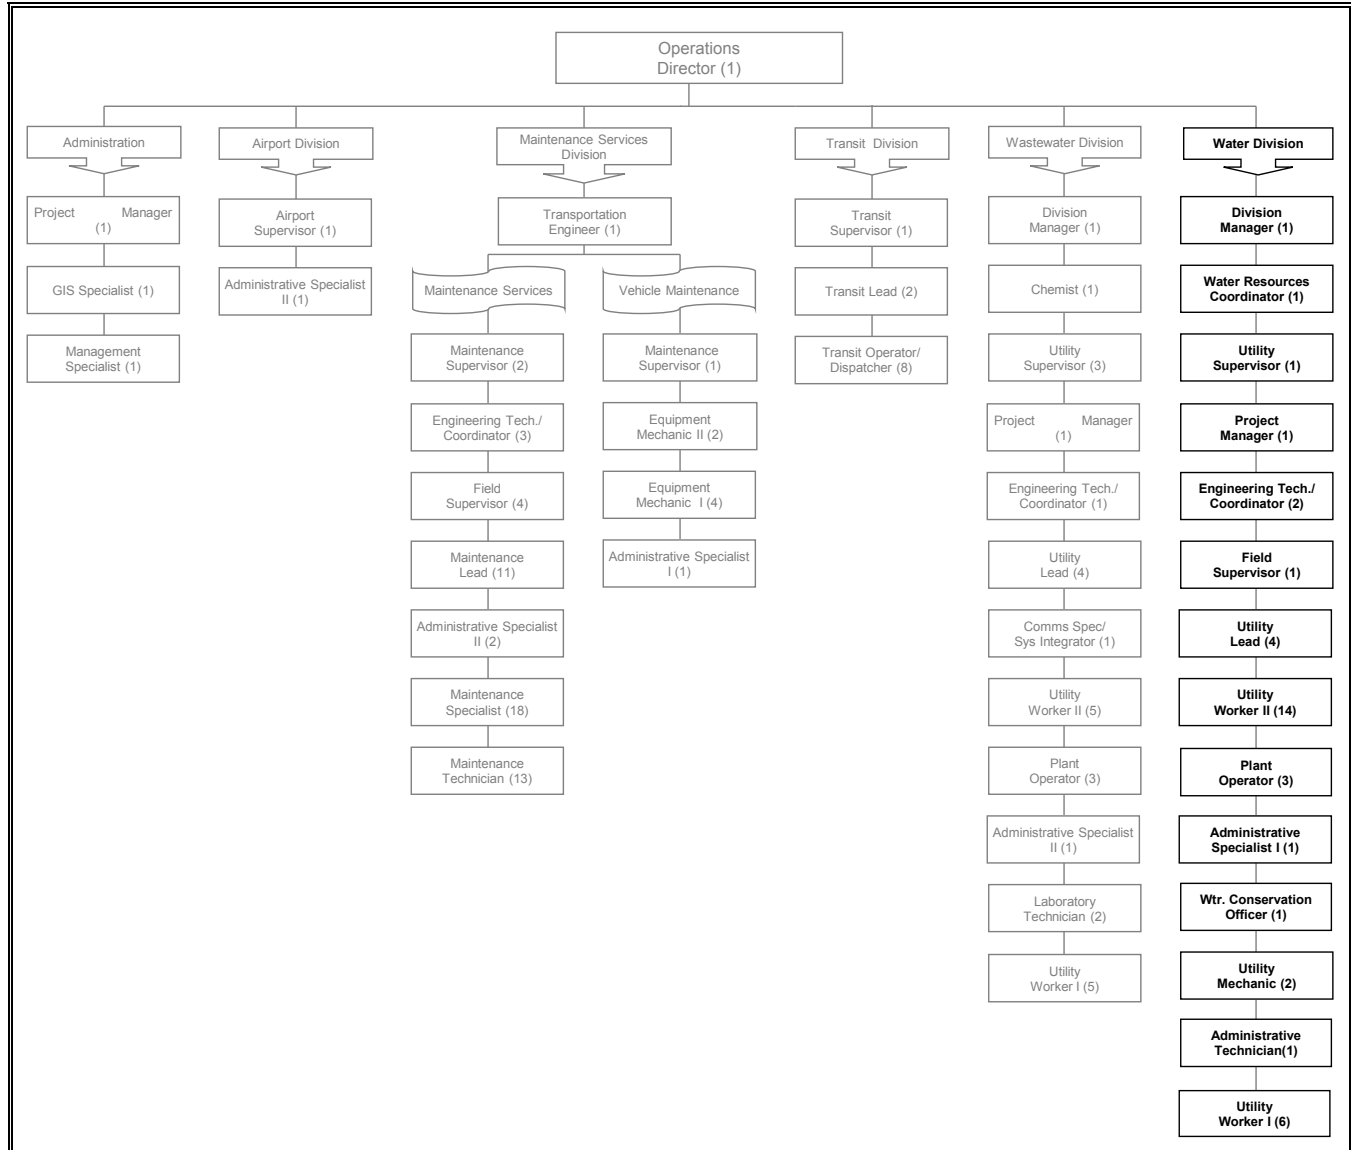 Operations
Director (1)
Administration
Project Manager
(1)
GIS Specialist (1)
Management
Specialist (1)
Airport Division
Airport
Supervisor (1)
Administrative Specialist
II (1)
Maintenance Services
Division
Transportation
Engineer (1)
Maintenance Services
Maintenance
Supervisor (2)
Engineering Tech./
Coordinator (3)
Field
Supervisor (4)
Maintenance
Lead (11)
Administrative Specialist
II (2)
Maintenance
Specialist (18)
Maintenance
Technician (13)
Vehicle Maintenance
Maintenance
Supervisor (1)
Equipment
Mechanic II (2)
Equipment
Mechanic I (4)
Administrative Specialist
I (1)
Transit Division
Transit
Supervisor (1)
Transit Lead (2)
Transit Operator/
Dispatcher (8)
Wastewater Division
Division
Manager (1)
Chemist (1)
Utility
Supervisor (3)
Project Manager
(1)
Engineering Tech./
Coordinator (1)
Utility
Lead (4)
Comms Spec/
Sys Integrator (1)
Utility
Worker II (5)
Plant
Operator (3)
Administrative Specialist
II (1)
Laboratory
Technician (2)
Utility
Worker I (5)
Water Division
Division
Manager (1)
Water Resources
Coordinator (1)
Utility
Supervisor (1)
Project
Manager (1)
Engineering Tech./
Coordinator (2)
Field
Supervisor (1)
Utility
Lead (4)
Utility
Worker II (14)
Plant
Operator (3)
Administrative
Specialist I (1)
Wtr. Conservation
Officer (1)
Utility
Mechanic (2)
Administrative
Technician(1)
Utility
Worker I (6)